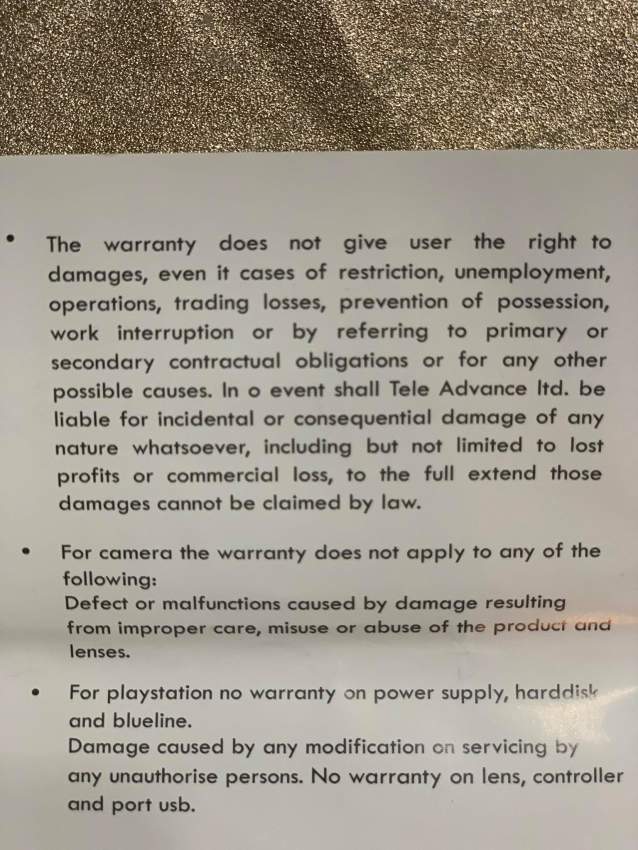 • The warranty does not give user the right to
damages, even it cases of restriction, unemployment,
operations, trading losses, prevention of possession,
work interruption or by referring to primary or
secondary contractual obligations or for any other
possible causes. In o event shall Tele Advance ltd. be
liable for incidental or consequential damage of any
nature whatsoever, including but not limited to lost
profits or commercial loss, to the full extend those
damages cannot be claimed by law.
• For camera the warranty does not apply to any of the
following:
Defect or malfunctions caused by damage resulting
from improper care, misuse or abuse of the product and
lenses.
• For playstation no warranty on power supply, harddisk
and blueline.
Damage caused by any modification on servicing by
any unauthorise persons. No warranty on lens, controller
and port usb.